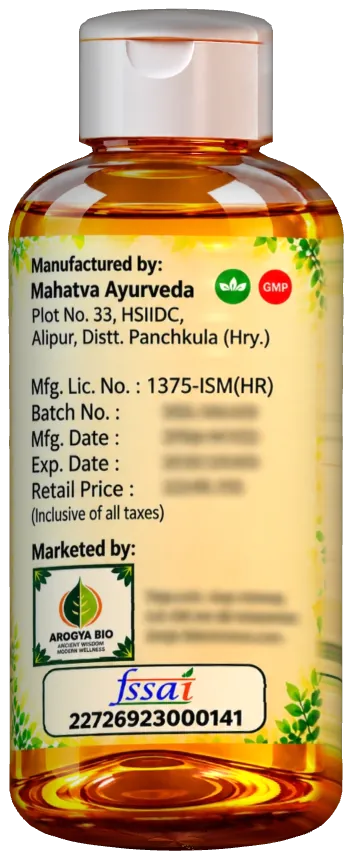 Manufactured by:
Mahatva Ayurveda
GMP
Plot No. 33, HSIIDC,
Alipur, Distt. Panchkula (Hry.)
Mfg. Lic. No. : 1375-ISM(HR)
Batch No. :
Mfg. Date :
Exp. Date :
Retail Price :
(Inclusive of all taxes)
Marketed by:
AROGYA BIO
ANCIENT WISDOM
MODERN WELLNESS
fssai
22726923000141